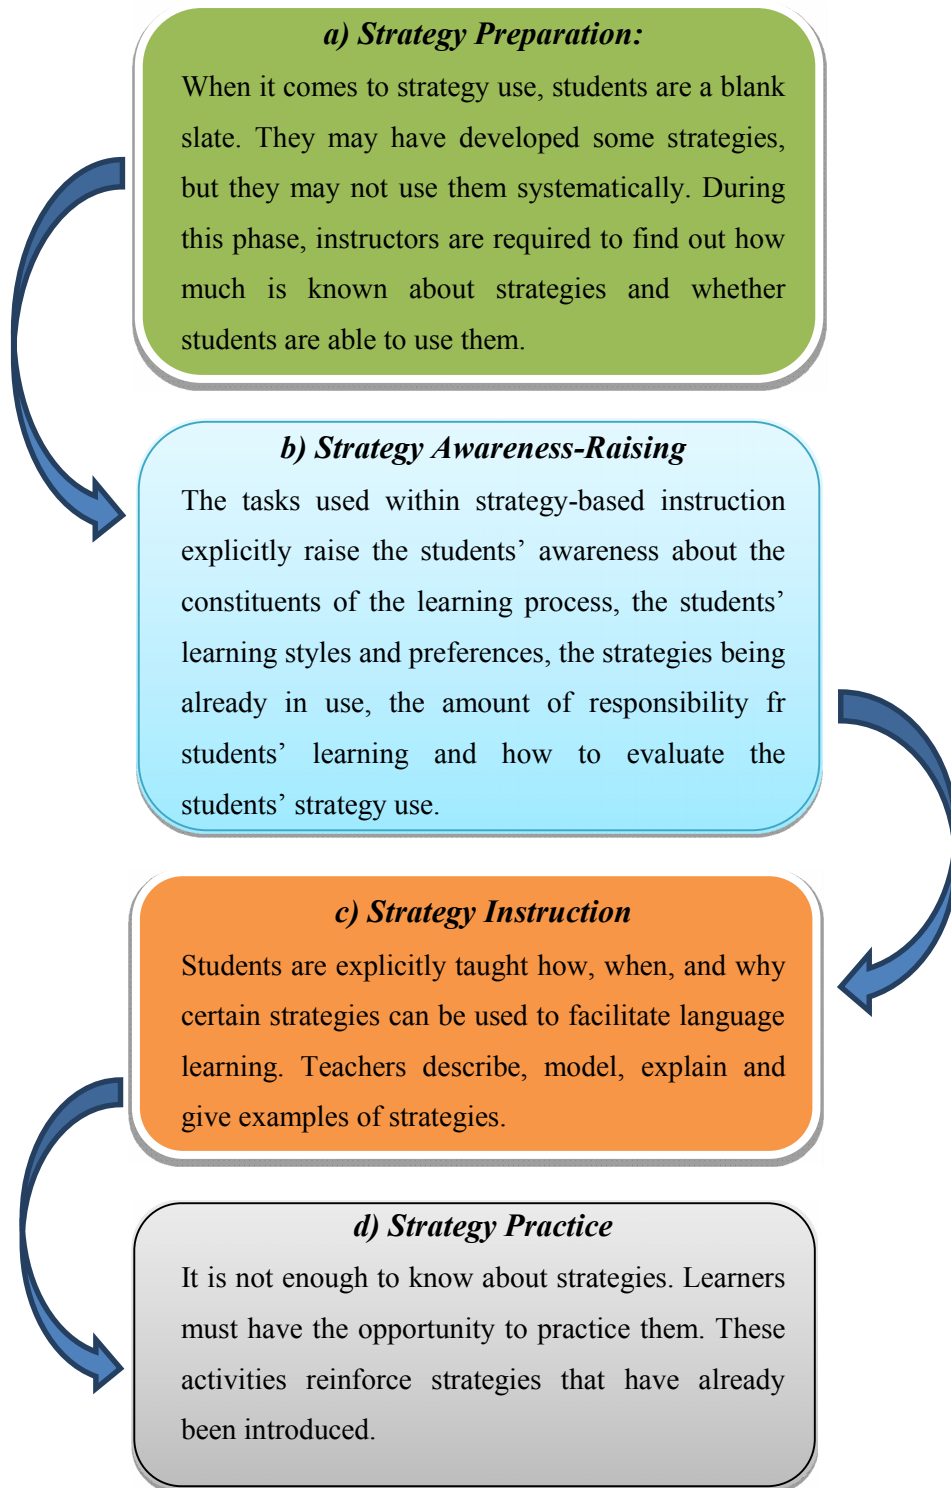 a) Strategy Preparation:
When it comes to strategy use, students are a blank
slate. They may have developed some strategies,
but they may not use them systematically. During
this phase, instructors are required to find out how
much is known about strategies and whether
students are able to use them.
b) Strategy Awareness-Raising
The tasks used within strategy-based instruction
explicitly raise the students’ awareness about the
constituents of the learning process, the students’
learning styles and preferences, the strategies being
already in use, the amount of responsibility fr
students’ learning and how to evaluate the
students’ strategy use.
c) Strategy Instruction
Students are explicitly taught how, when, and why
certain strategies can be used to facilitate language
learning. Teachers describe, model, explain and
give examples of strategies.
d) Strategy Practice
It is not enough to know about strategies. Learners
must have the opportunity to practice them. These
activities reinforce strategies that have already
been introduced.